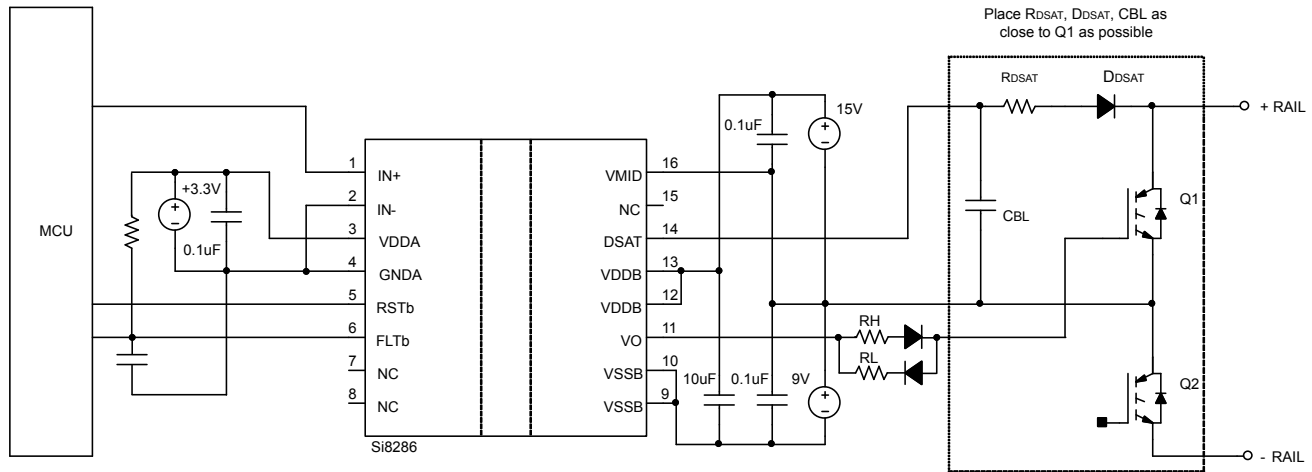 Place RDSAT, DDSAT, CBL as
close to Q1 as possible
RDSAT
DDSAT
+ RAIL
15V
0.1uF
1
IN+
16
VMID
+3.3V
2
IN-
15
NC
Q1
MCU
CBL
0.1uF
3
VDDA
14
DSAT
4
GNDA
13
VDDB
5
RSTb
12
VDDB
6
FLTb
11
VO
RH
7
NC
10
VSSB
RL
10uF
0.1uF
9V
Q2
8
NC
9
VSSB
Si8286
- RAIL